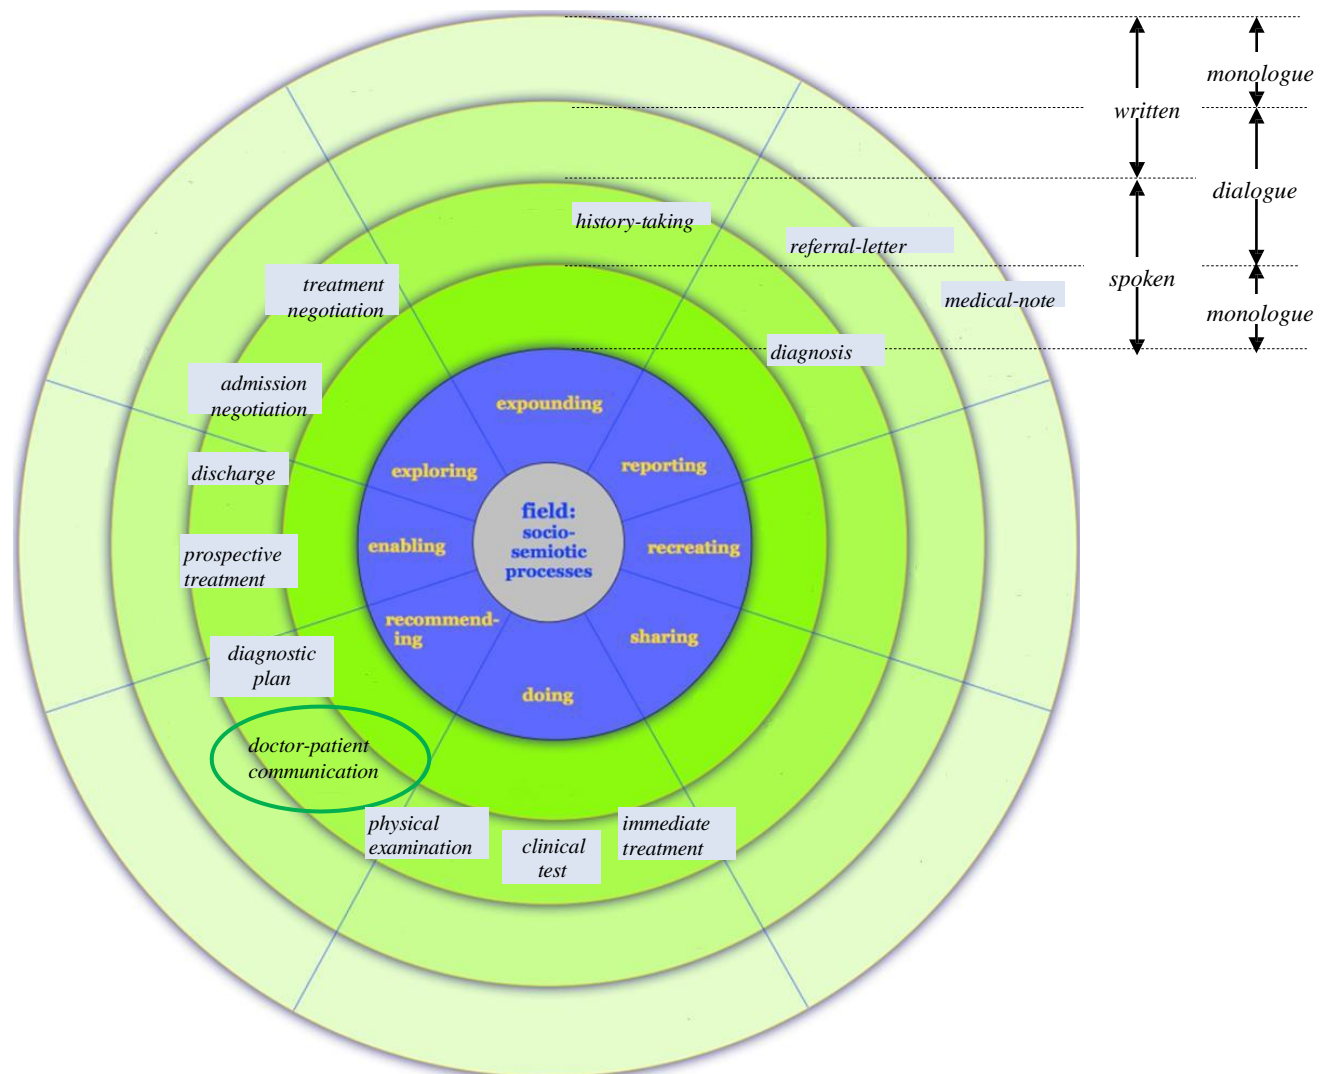 monologue
written
dialogue
history-taking
referral-letter
treatment
negotiation
spoken
medical-note
monologue
diagnosis
admission
negotiation
expounding
exploring
reporting
discharge
field:
socio-
semiotic
processes
enabling
recreating
prospective
treatment
recommend-
ing
sharing
diagnostic
plan
doing
doctor-patient
communication
physical
examination
clinical
test
immediate
treatment